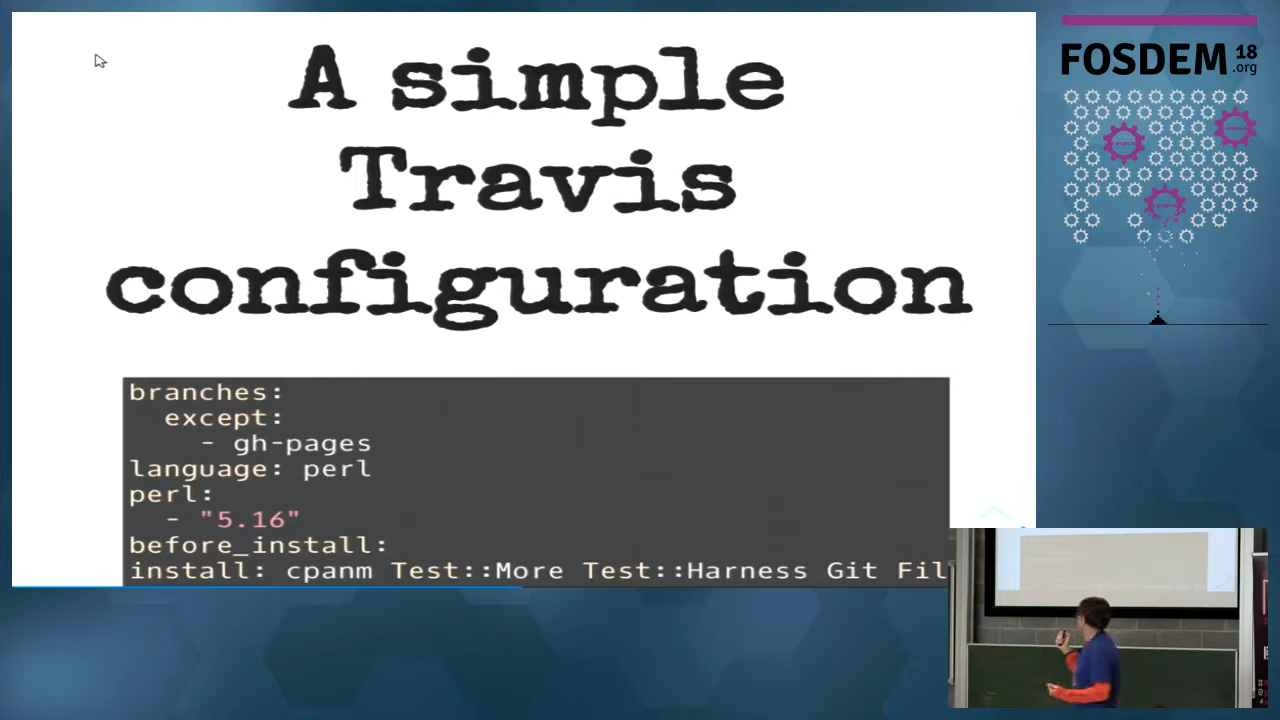 A simple
Travis
configuration
branches:
except:
- gh-pages
language: perl
perl:
- "5.16"
before_install:
install: cpanm Test::More Test::Harness Git Fil
FOSDEM 18
.org